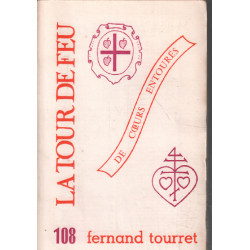 LA TOUR DE FEU
DE CŒURS ENTOURÉS
108 fernand tourret